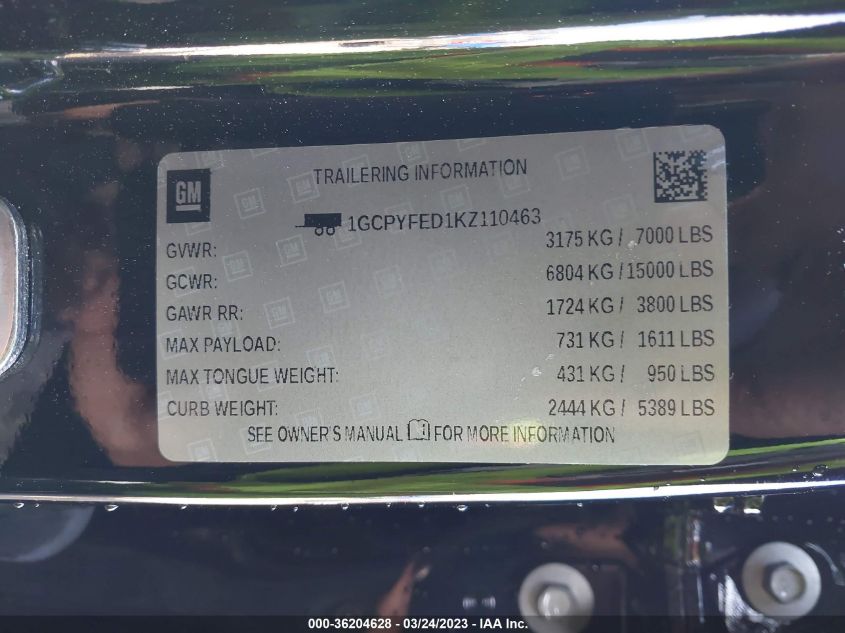 GM
TRAILERING INFORMATION
1GCPYFED1KZ110463
GVWR: 3175 KG / 7000 LBS
GCWR: 6804 KG / 15000 LBS
GAWR RR: 1724 KG / 3800 LBS
MAX PAYLOAD: 731 KG / 1611 LBS
MAX TONGUE WEIGHT: 431 KG / 950 LBS
CURB WEIGHT: 2444 KG / 5389 LBS
SEE OWNER'S MANUAL FOR MORE INFORMATION
000-36204628 - 03/24/2023 - IAA Inc.